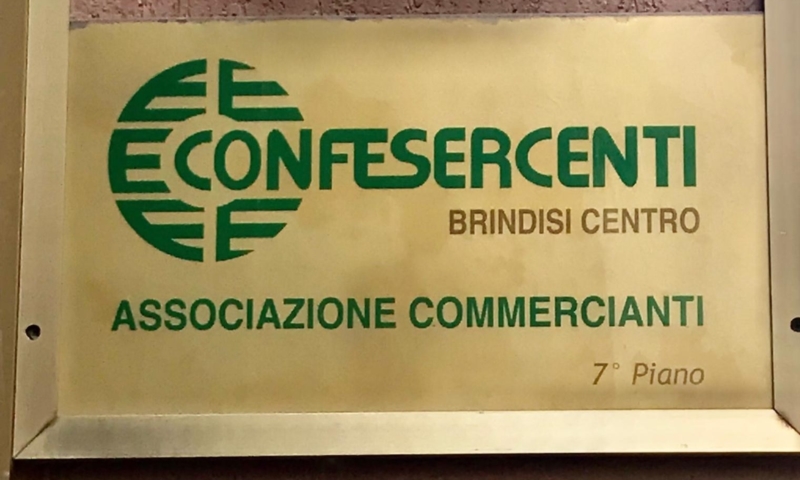 CONFESERCENTI
BRINDISI CENTRO
ASSOCIAZIONE COMMERCIANTI
7° Piano